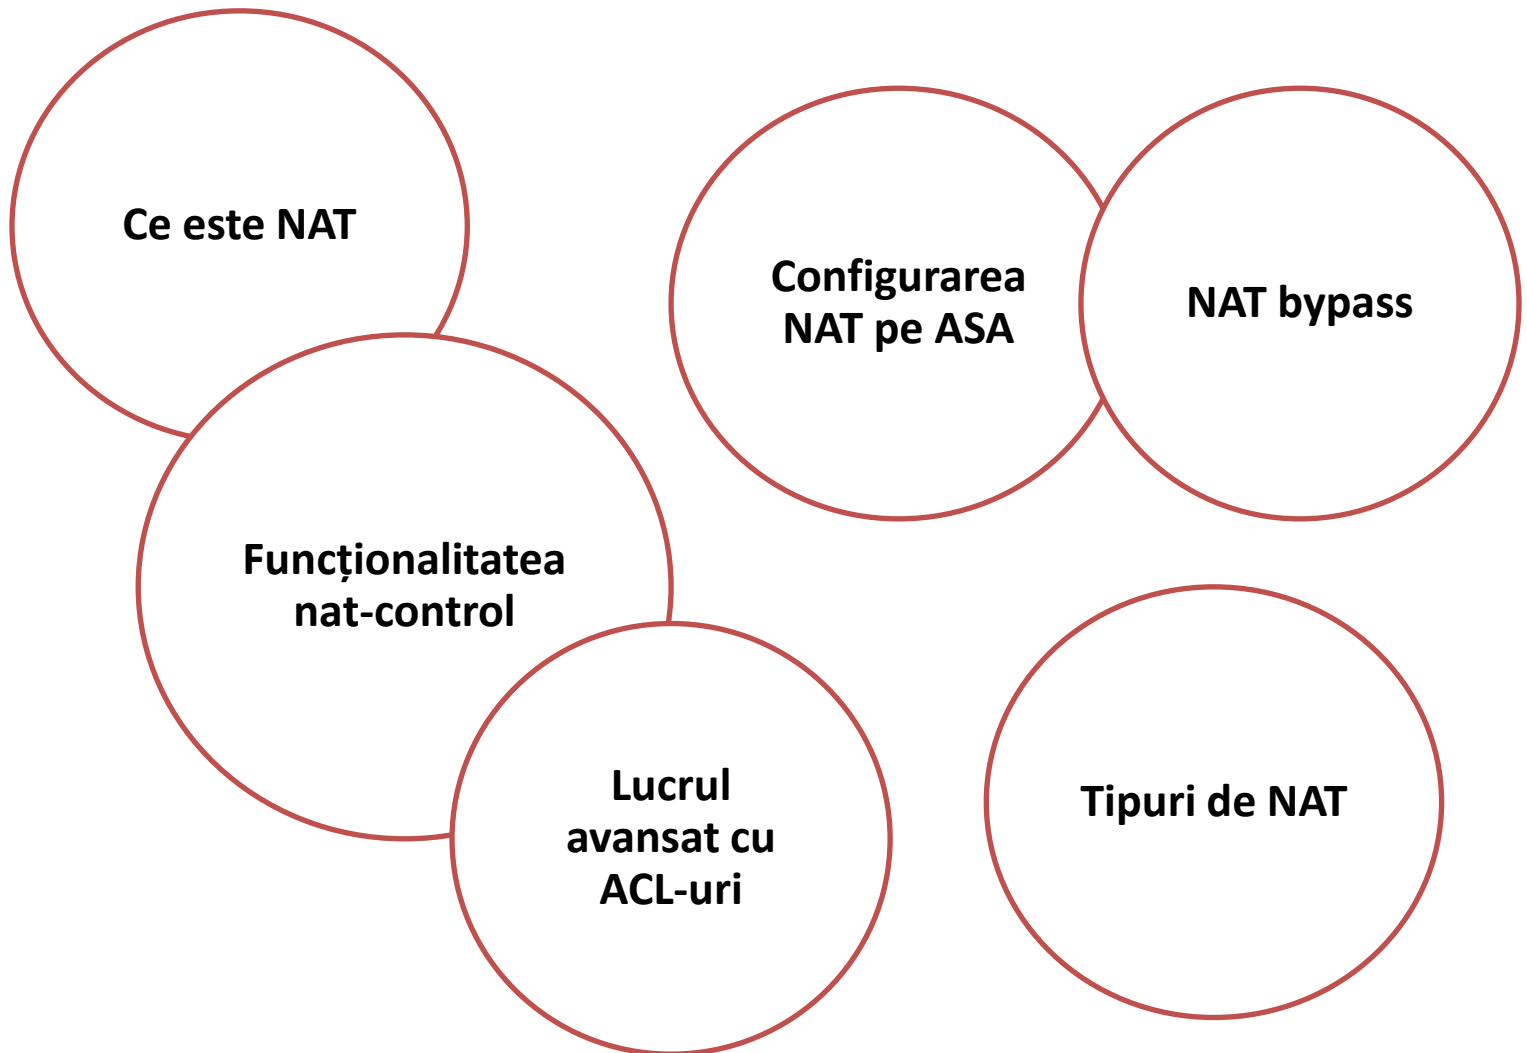 Ce este NAT
Configurarea
NAT pe ASA
NAT bypass
Funcționalitatea
nat-control
Lucrul
avansat cu
ACL-uri
Tipuri de NAT